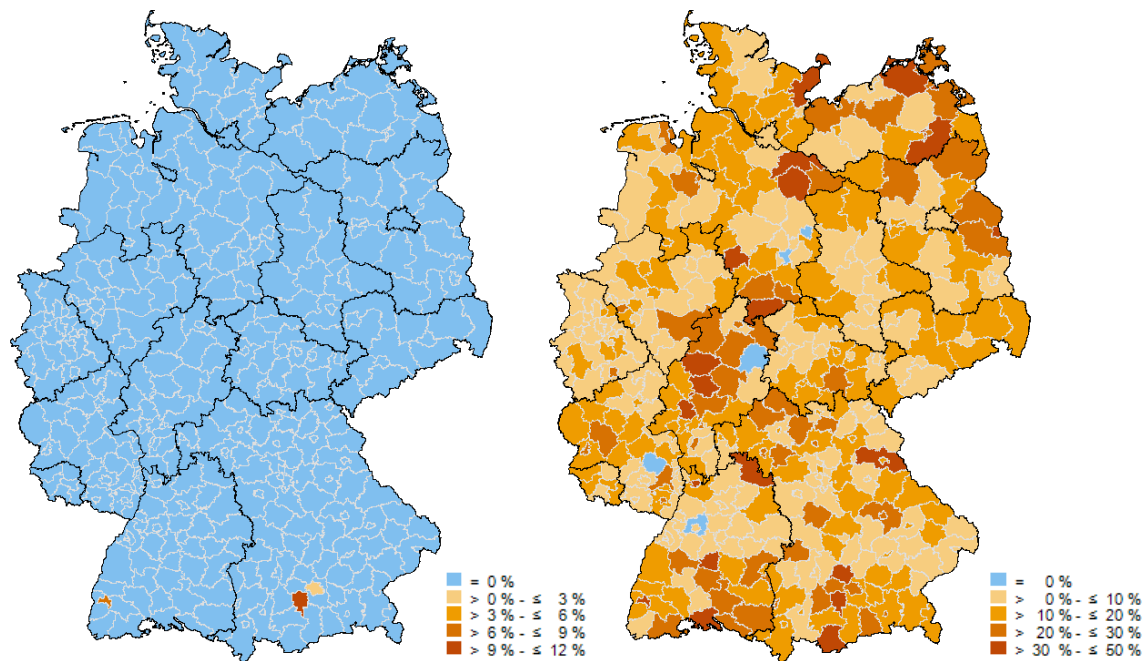 = 0 %
> 0 % - ≤ 3 %
> 3 % - ≤ 6 %
> 6 % - ≤ 9 %
> 9 % - ≤ 12 %
= 0 %
> 0 % - ≤ 10 %
> 10 % - ≤ 20 %
> 20 % - ≤ 30 %
> 30 % - ≤ 50 %